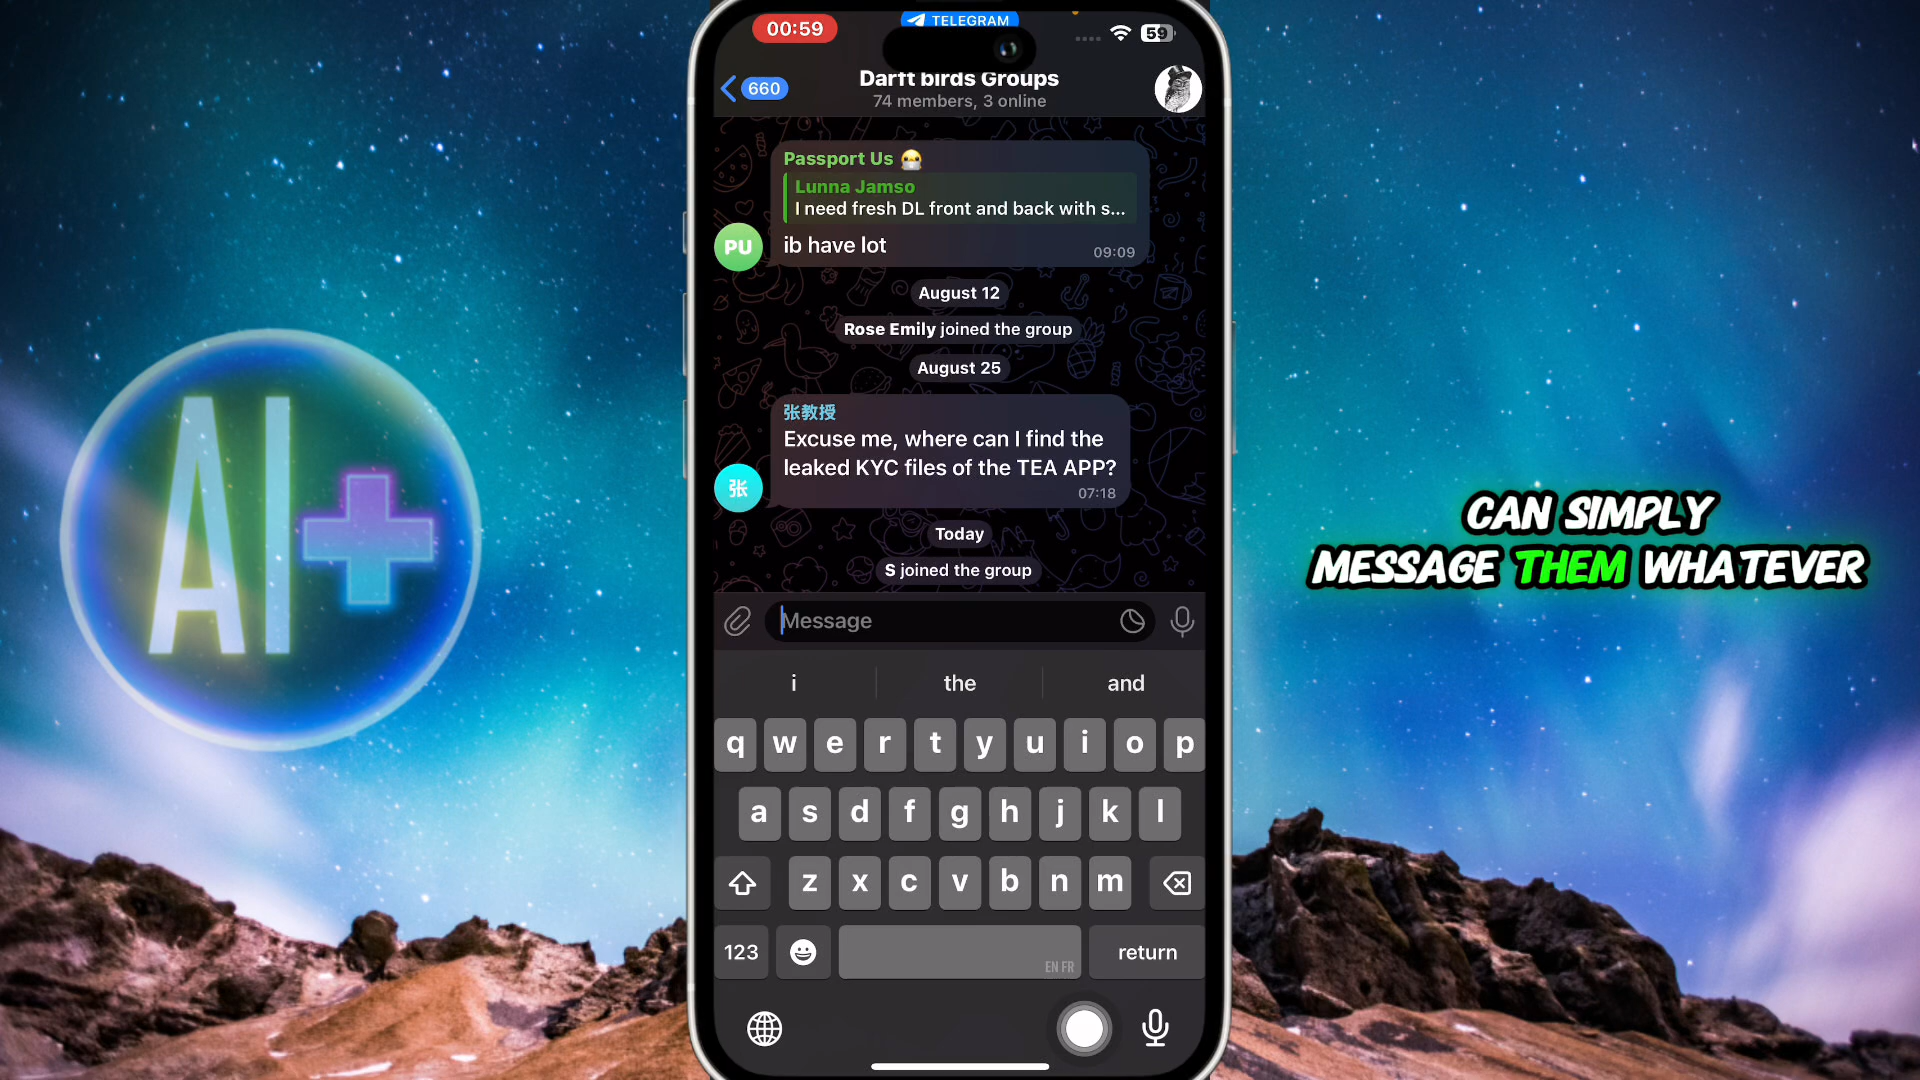 00:59
TELEGRAM
59
660
Darft birds Groups
74 members, 3 online
Passport Us
Lunna Jamso
I need fresh DL front and back with s...
PU
ib have lot
09:09
August 12
Rose Emily joined the group
August 25
张教授
Excuse me, where can I find the
leaked KYC files of the TEA APP?
张
07:18
Today
S joined the group
Message
i the and
q w e r t y u i o p
a s d f g h j k l
z x c v b n m
123
EN FR
return
AI+
CAN SIMPLY
MESSAGE THEM WHATEVER